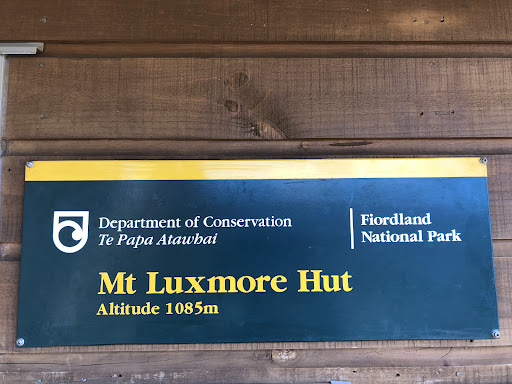 Department of Conservation
Te Papa Atawhai
Fiordland
National Park
Mt Luxmore Hut
Altitude 1085m